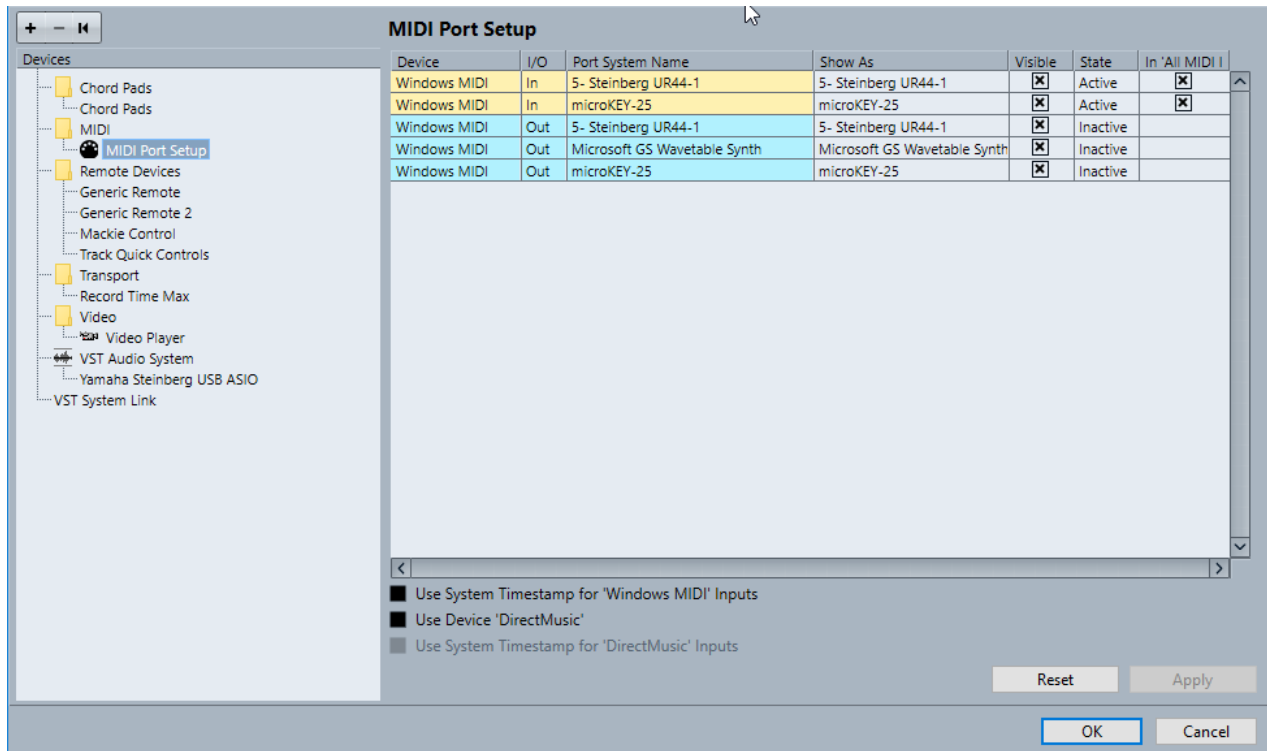 MIDI Port Setup
Devices
Chord Pads
Chord Pads
MIDI
MIDI Port Setup
Remote Devices
Generic Remote
Generic Remote 2
Mackie Control
Track Quick Controls
Transport
Record Time Max
Video
Video Player
VST Audio System
Yamaha Steinberg USB ASIO
VST System Link
Device I/O Port System Name Show As Visible State In 'All MIDI I
Windows MIDI In 5- Steinberg UR44-1 5- Steinberg UR44-1 Active
Windows MIDI In microKEY-25 microKEY-25 Active
Windows MIDI Out 5- Steinberg UR44-1 5- Steinberg UR44-1 Inactive
Windows MIDI Out Microsoft GS Wavetable Synth Microsoft GS Wavetable Synth Inactive
Windows MIDI Out microKEY-25 microKEY-25 Inactive
Use System Timestamp for 'Windows MIDI' Inputs
Use Device 'DirectMusic'
Use System Timestamp for 'DirectMusic' Inputs
Reset Apply
OK Cancel